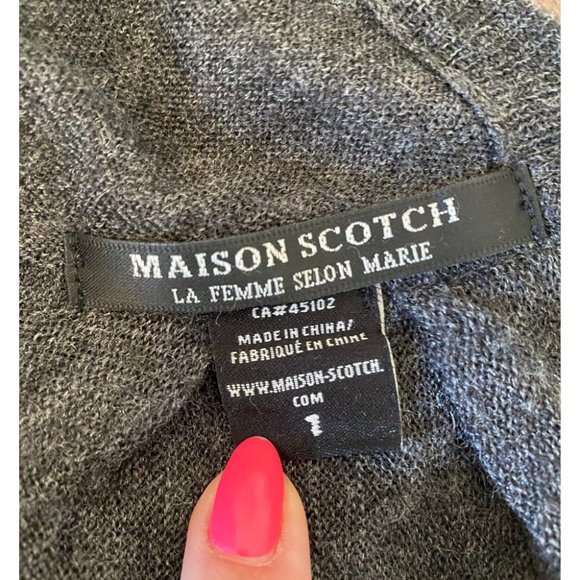 MAISON SCOTCH
LA FEMME SELON MARIE
CA#45102
MADE IN CHINA/
FABRIQUÉ EN CHINE
WWW.MAISON-SCOTCH.
COM
1